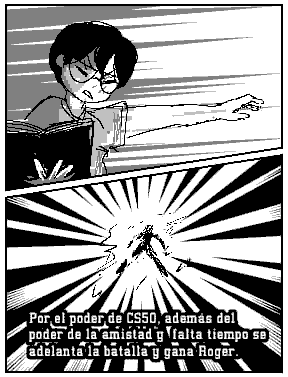 Por el poder de CS50, además del
poder de la amistad y falta tiempo se
adelanta la batalla y gana Roger.